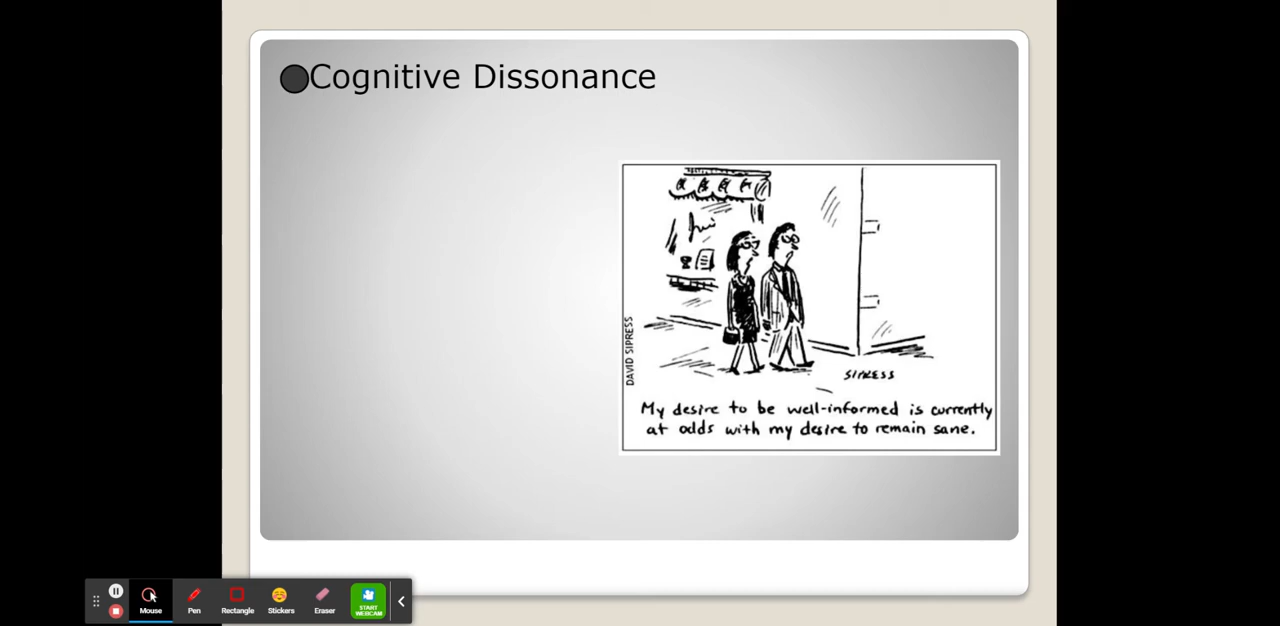 Cognitive Dissonance
DAVID SIPRESS
SIPRESS
My desire to be well-informed is currently
at odds with my desire to remain sane.
Mouse
Pen
Rectangle
Stickers
Eraser
START
WEBCAM